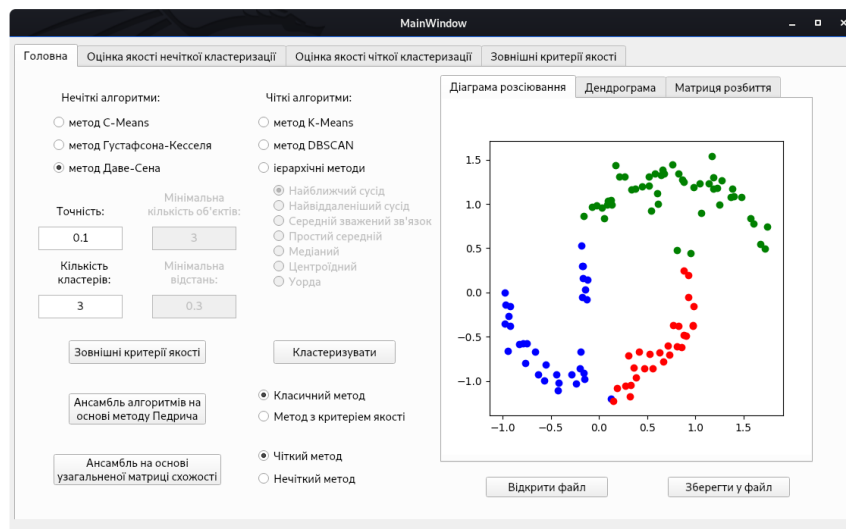 MainWindow
Головна
Оцінка якості нечіткої кластеризації
Оцінка якості чіткої кластеризації
Зовнішні критерії якості
Нечіткі алгоритми:
метод C-Means
метод Густафсона-Кесселя
метод Даве-Сена
Точність:
0.1
Мінімальна
кількість об'єктів:
3
Кількість
кластерів:
3
Мінімальна
відстань:
0.3
Чіткі алгоритми:
метод K-Means
метод DBSCAN
ієрархічні методи
Найближчий сусід
Найвіддаленіший сусід
Середній зважений зв'язок
Простий середній
Медіаний
Центроїдний
Уорда
Зовнішні критерії якості
Кластеризувати
Ансамбль алгоритмів на
основі методу Педрича
Класичний метод
Метод з критерієм якості
Ансамбль на основі
узагальненої матриці схожості
Чіткий метод
Нечіткий метод
Діаграма розсіювання
Дендрограма
Матриця розбиття
1.5
1.0
0.5
0.0
−0.5
−1.0
−1.0 −0.5 0.0 0.5 1.0 1.5
Відкрити файл
Зберегти у файл